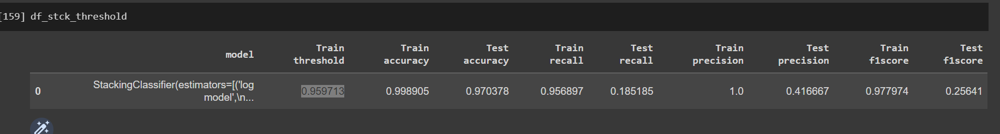 [159] df_stck_threshold
model Train threshold Train accuracy Test accuracy Train recall Test recall Train precision Test precision Train f1score Test f1score
0 StackingClassifier(estimators=[('log model',\n... 0.959713 0.998905 0.970378 0.956897 0.185185 1.0 0.416667 0.977974 0.25641